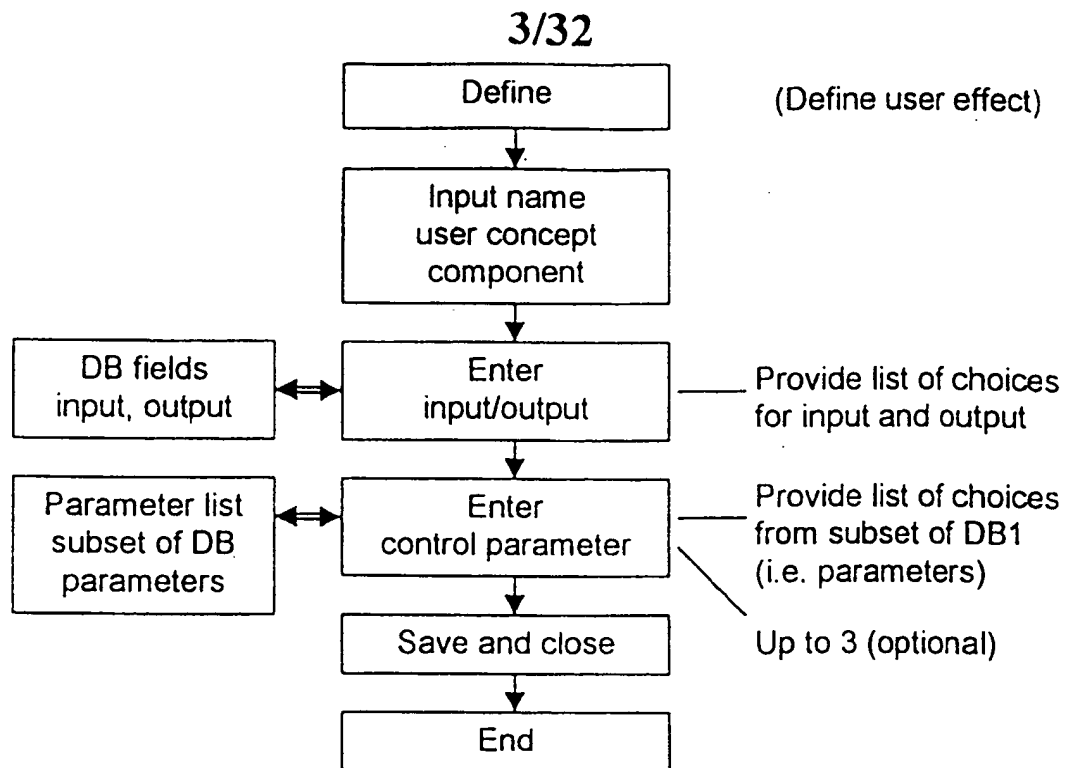 3/32
Define
(Define user effect)
Input name
user concept
component
DB fields
input, output
Enter
input/output
Provide list of choices
for input and output
Parameter list
subset of DB
parameters
Enter
control parameter
Provide list of choices
from subset of DB1
(i.e. parameters)
Up to 3 (optional)
Save and close
End